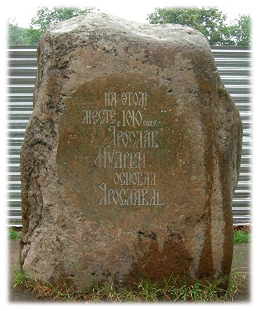 НА ЭТОМ
МЕСТЕ В 1010 ГОДУ
ЯРОСЛАВ
МУДРЫЙ
ОСНОВАЛ
ЯРОСЛАВЛЬ